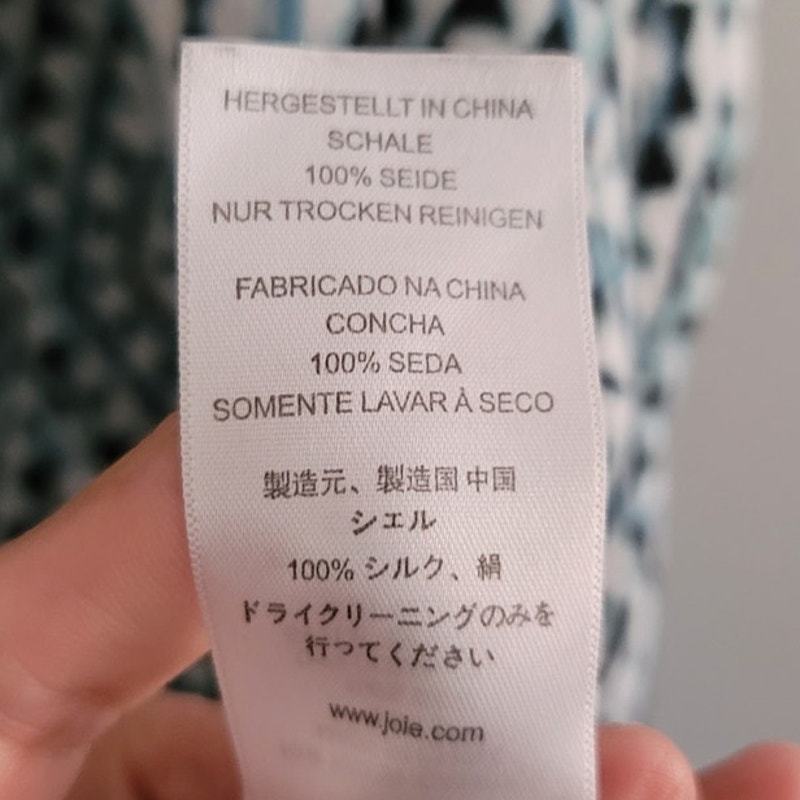 HERGESTELLT IN CHINA
SCHALE
100% SEIDE
NUR TROCKEN REINIGEN
FABRICADO NA CHINA
CONCHA
100% SEDA
SOMENTE LAVAR À SECO
製造元、製造国 中国
シエル
100% シルク、絹
ドライクリーニングのみを
行ってください
www.joie.com